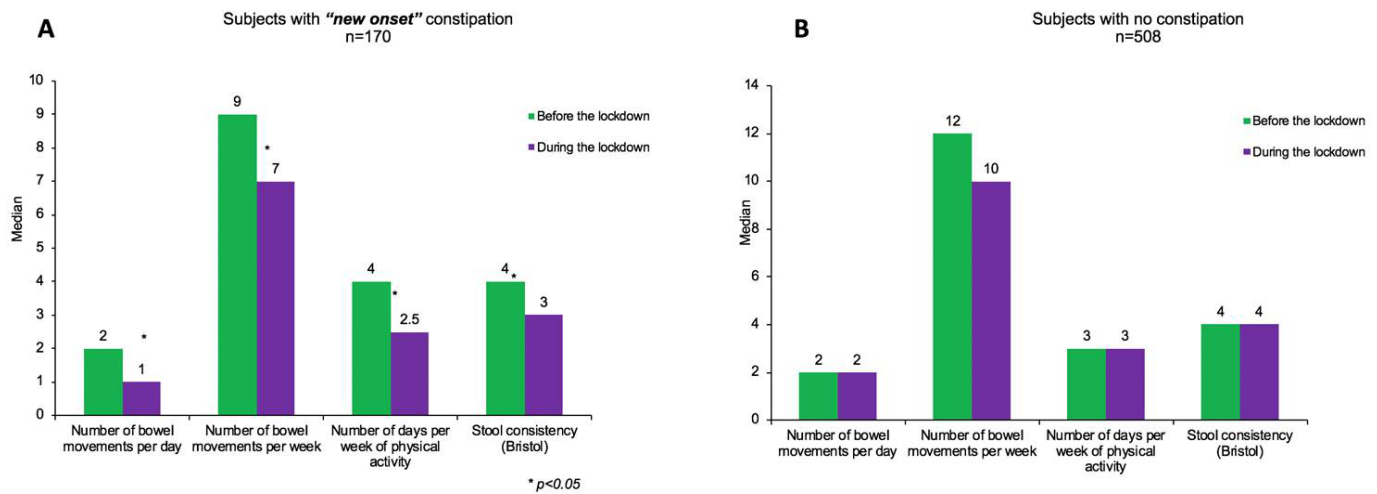 A
Subjects with "new onset" constipation
n=170
10
9
8
7
6
5
4
3
2
1
0
Median
2
*
1
9
*
7
4
*
2.5
4
*
3
Before the lockdown
During the lockdown
Number of bowel
movements per day
Number of bowel
movements per week
Number of days per
week of physical
activity
Stool consistency
(Bristol)
* p<0.05
B
Subjects with no constipation
n=508
14
12
10
8
6
4
2
0
Median
2
2
12
10
3
3
4
4
Before the lockdown
During the lockdown
Number of bowel
movements per day
Number of bowel
movements per week
Number of days per
week of physical
activity
Stool consistency
(Bristol)